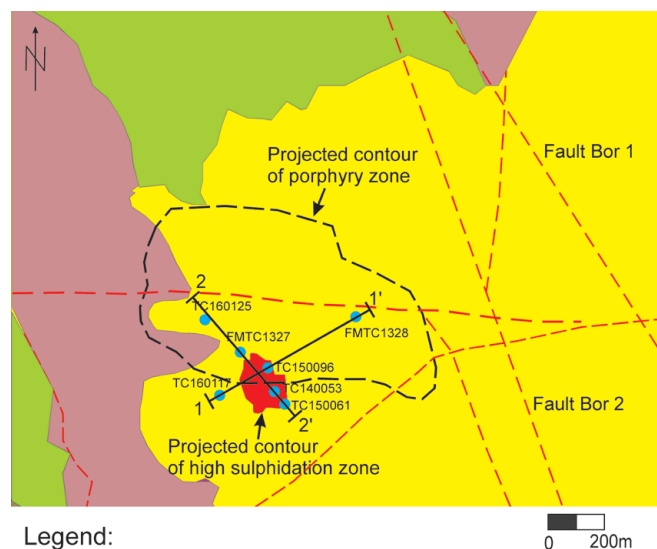 N
Fault Bor 1
Projected contour
of porphyry zone
2
1'
TC160125
FMTC1328
FMTC1327
TC150096
TC160117
TC140053
1
TC150061
2'
Fault Bor 2
Projected contour
of high sulphidation zone
Legend:
0 200m